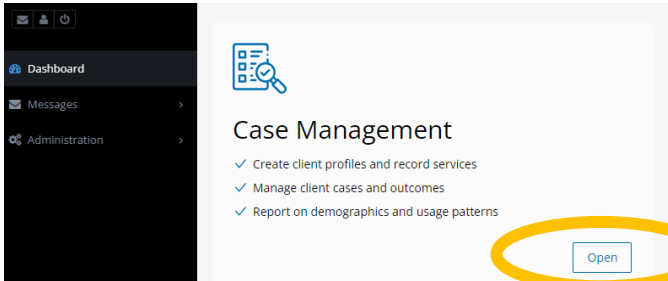 Dashboard
Messages
Administration
Case Management
Create client profiles and record services
Manage client cases and outcomes
Report on demographics and usage patterns
Open